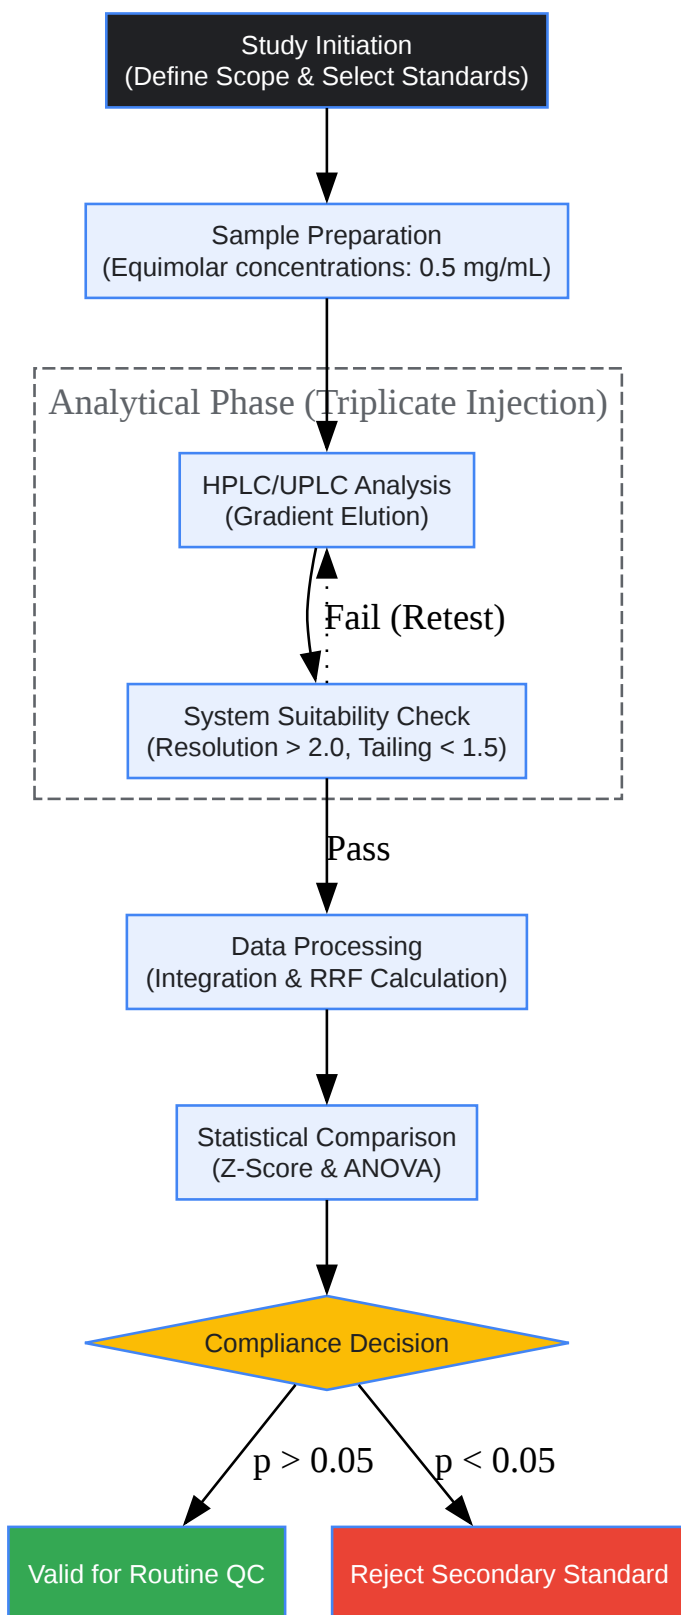 Study Initiation
(Define Scope & Select Standards)
Sample Preparation
(Equimolar concentrations: 0.5 mg/mL)
Analytical Phase (Triplicate Injection)
HPLC/UPLC Analysis
(Gradient Elution)
Fail (Retest)
System Suitability Check
(Resolution > 2.0, Tailing < 1.5)
Pass
Data Processing
(Integration & RRF Calculation)
Statistical Comparison
(Z-Score & ANOVA)
Compliance Decision
p > 0.05
p < 0.05
Valid for Routine QC
Reject Secondary Standard